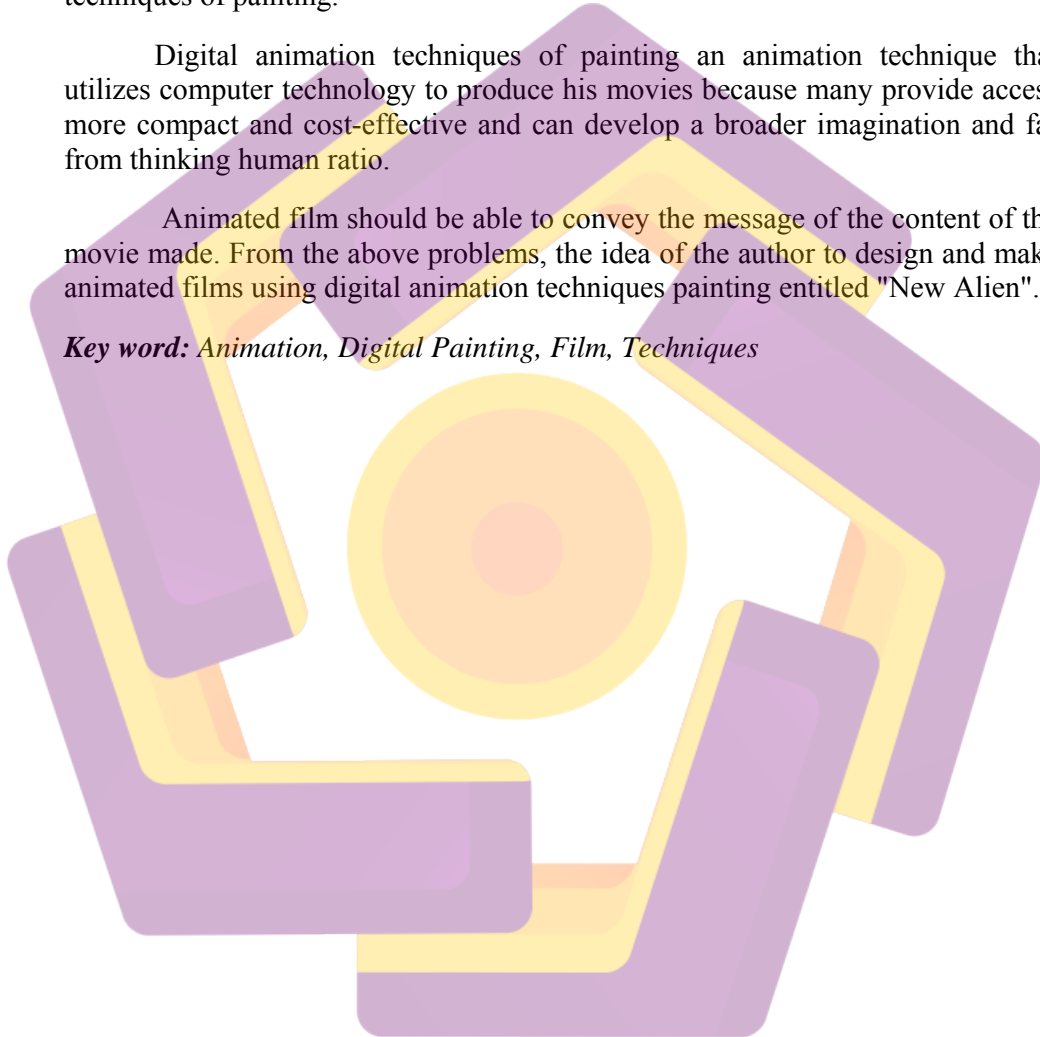 techniques of painting.
Digital animation techniques of painting an animation technique tha
utilizes computer technology to produce his movies because many provide acces
more compact and cost-effective and can develop a broader imagination and fa
from thinking human ratio.
Animated film should be able to convey the message of the content of th
movie made. From the above problems, the idea of the author to design and mak
animated films using digital animation techniques painting entitled "New Alien".
Key word: Animation, Digital Painting, Film, Techniques